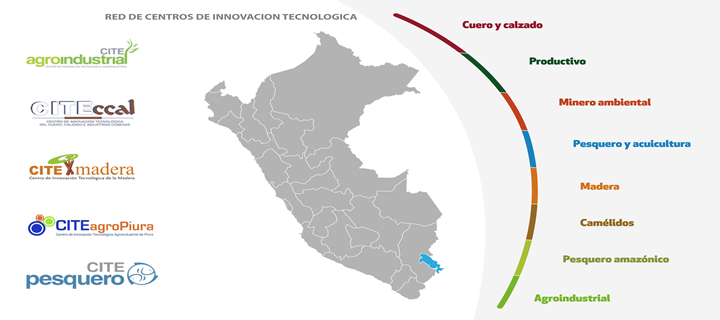 RED DE CENTROS DE INNOVACION TECNOLOGICA
CITE
agroindustrial
CITEccal
CENTRO DE INNOVACIÓN TECNOLÓGICA
DEL CUERO, CALZADO E INDUSTRIAS CONEXAS
CITE madera
Centro de Innovación Tecnológica de la Madera
CITEagroPiura
Centro de Innovación Tecnológica Agroindustrial de Piura
CITE
pesquero
Cuero y calzado
Productivo
Minero ambiental
Pesquero y acuicultura
Madera
Camélidos
Pesquero amazónico
Agroindustrial